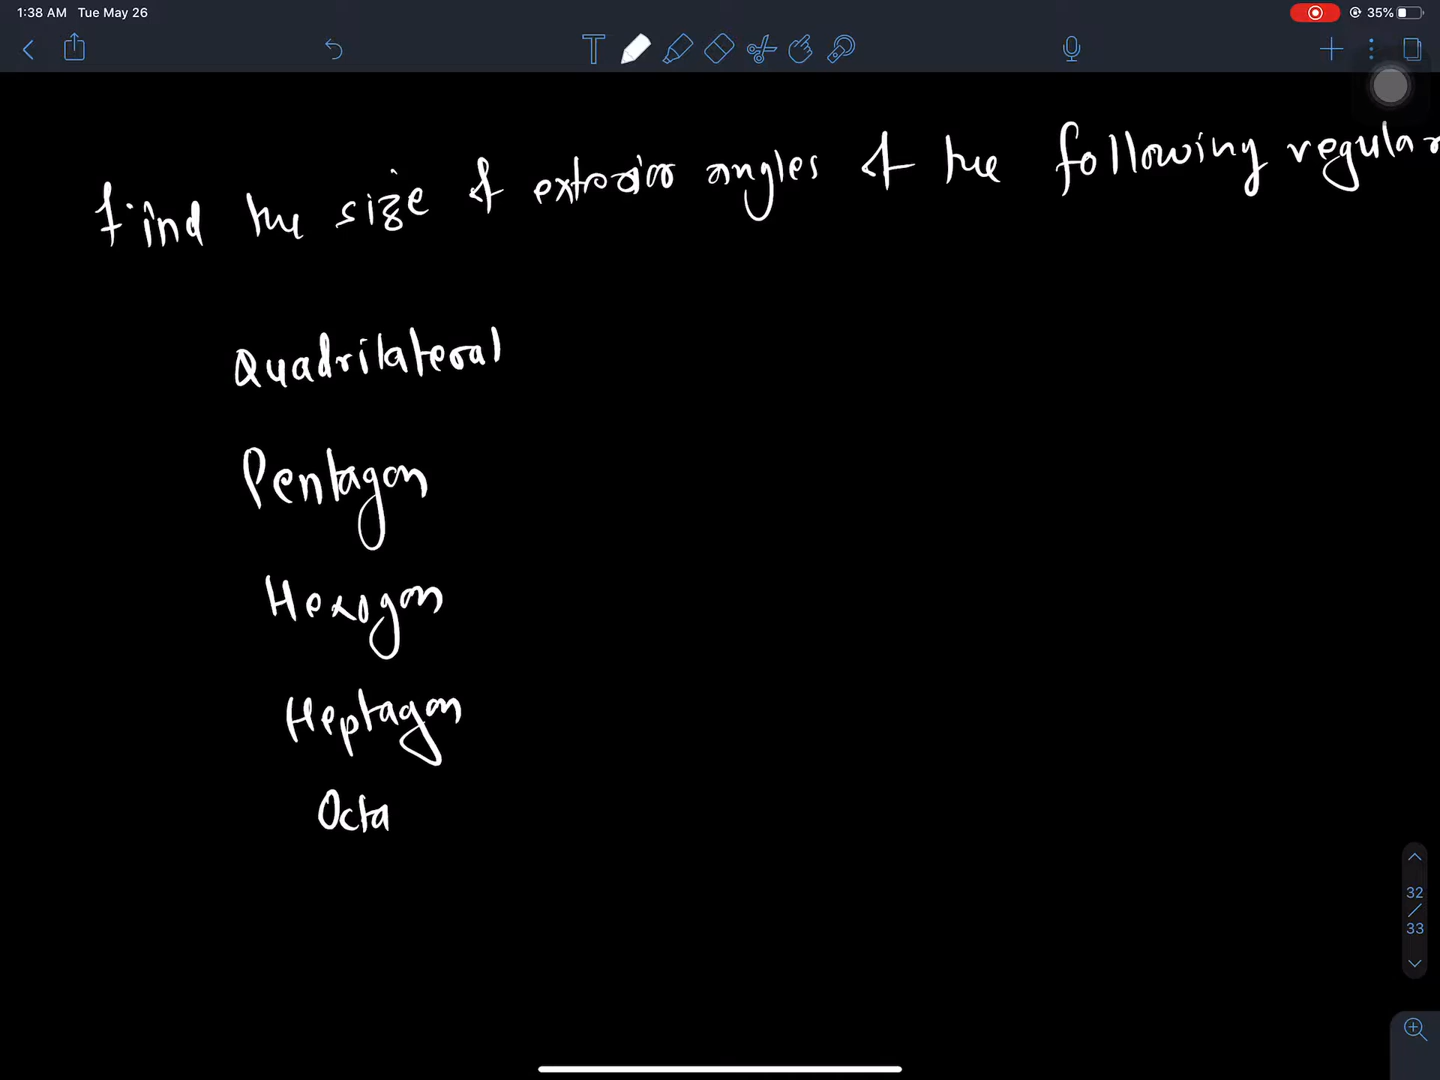 1:38 AM Tue May 26
35%
T
find the size of exterior angles of the following regular
Quadrilateral
Pentagon
Hexogon
Heptagon
Octa
32
/
33